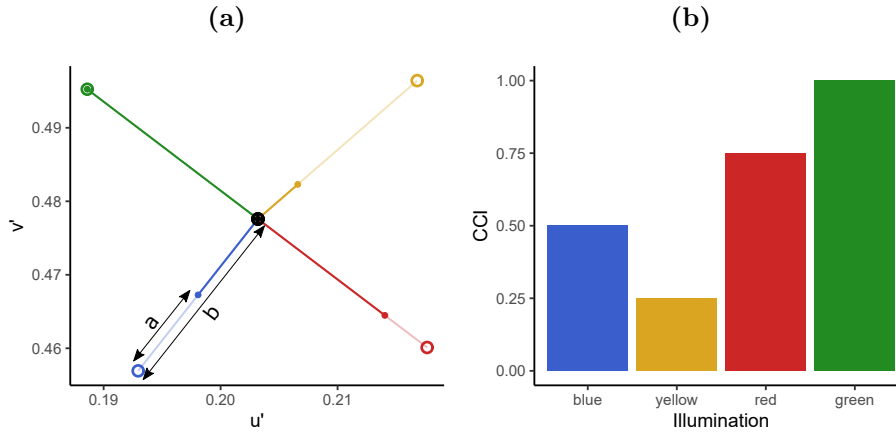 (a)
(b)
v'
0.49
0.48
0.47
0.46
a
b
0.19
0.20
0.21
u'
CCI
1.00
0.75
0.50
0.25
0.00
blue
yellow
red
green
Illumination